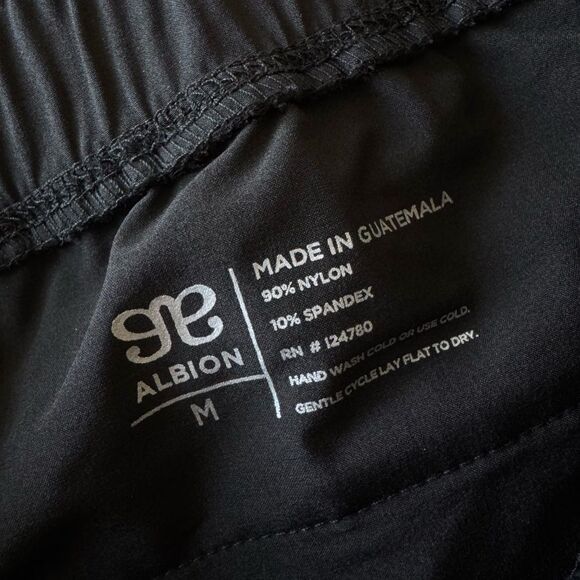 ALBION
M
MADE IN GUATEMALA
90% NYLON
10% SPANDEX
RN # 124780
HAND WASH COLD OR USE COLD.
GENTLE CYCLE LAY FLAT TO DRY.